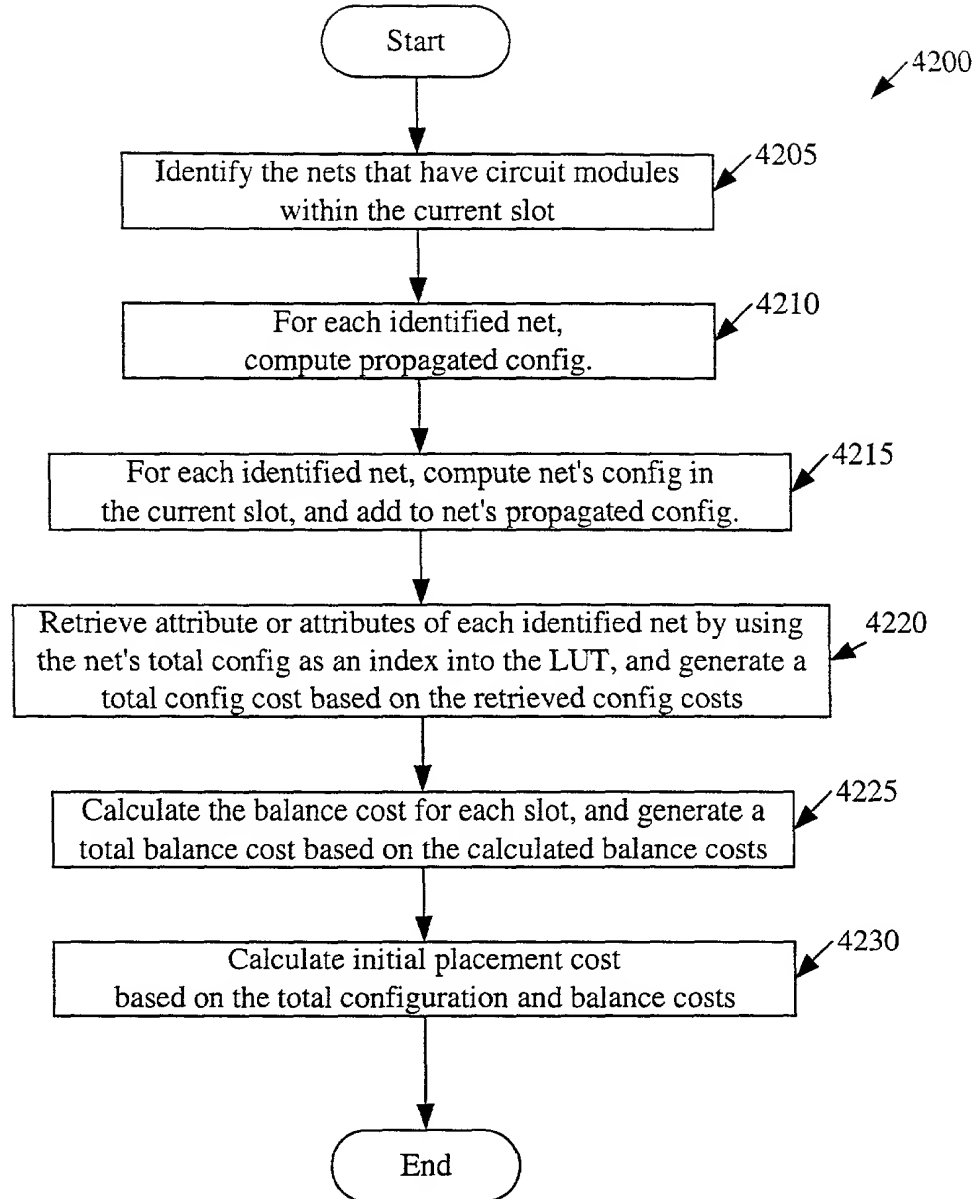 Start
4200
Identify the nets that have circuit modules
within the current slot
4205
For each identified net,
compute propagated config.
4210
For each identified net, compute net's config in
the current slot, and add to net's propagated config.
4215
Retrieve attribute or attributes of each identified net by using
the net's total config as an index into the LUT, and generate a
total config cost based on the retrieved config costs
4220
Calculate the balance cost for each slot, and generate a
total balance cost based on the calculated balance costs
4225
Calculate initial placement cost
based on the total configuration and balance costs
4230
End